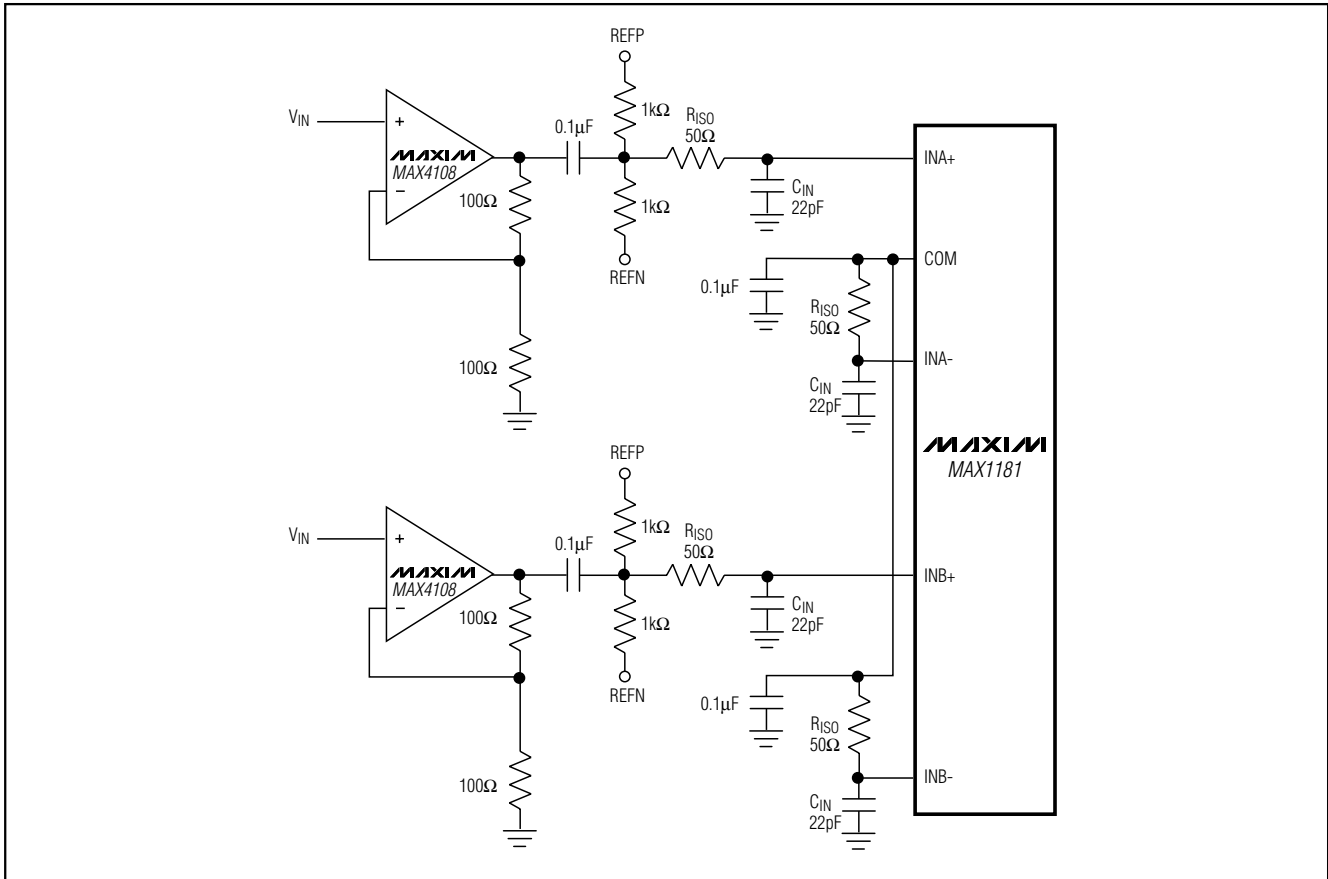 REFP
V_IN
+
MAXIM
MAX4108
−
100Ω
0.1µF
1kΩ
1kΩ
R_ISO
50Ω
REFN
C_IN
22pF
INA+
100Ω
0.1µF
COM
R_ISO
50Ω
INA-
C_IN
22pF
MAXIM
MAX1181
REFP
V_IN
+
MAXIM
MAX4108
−
100Ω
0.1µF
1kΩ
1kΩ
R_ISO
50Ω
REFN
C_IN
22pF
INB+
100Ω
0.1µF
R_ISO
50Ω
INB-
C_IN
22pF